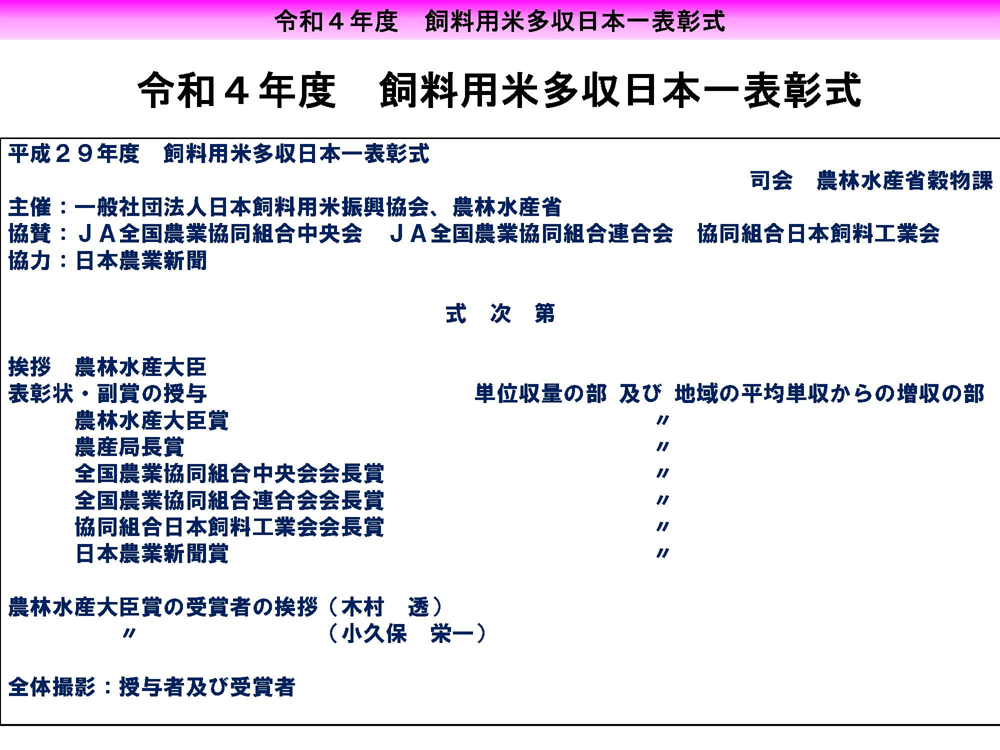 令和４年度　飼料用米多収日本一表彰式
令和４年度　飼料用米多収日本一表彰式
平成２９年度　飼料用米多収日本一表彰式
司会　農林水産省穀物課
主催：一般社団法人日本飼料用米振興協会、農林水産省
協賛：ＪＡ全国農業協同組合中央会　ＪＡ全国農業協同組合連合会　協同組合日本飼料工業会
協力：日本農業新聞
式　次　第
挨拶　農林水産大臣
表彰状・副賞の授与　単位収量の部 及び 地域の平均単収からの増収の部
農林水産大臣賞　〃
農産局長賞　〃
全国農業協同組合中央会会長賞　〃
全国農業協同組合連合会会長賞　〃
協同組合日本飼料工業会会長賞　〃
日本農業新聞賞　〃
農林水産大臣賞の受賞者の挨拶（木村　透）
〃　（小久保　栄一）
全体撮影：授与者及び受賞者